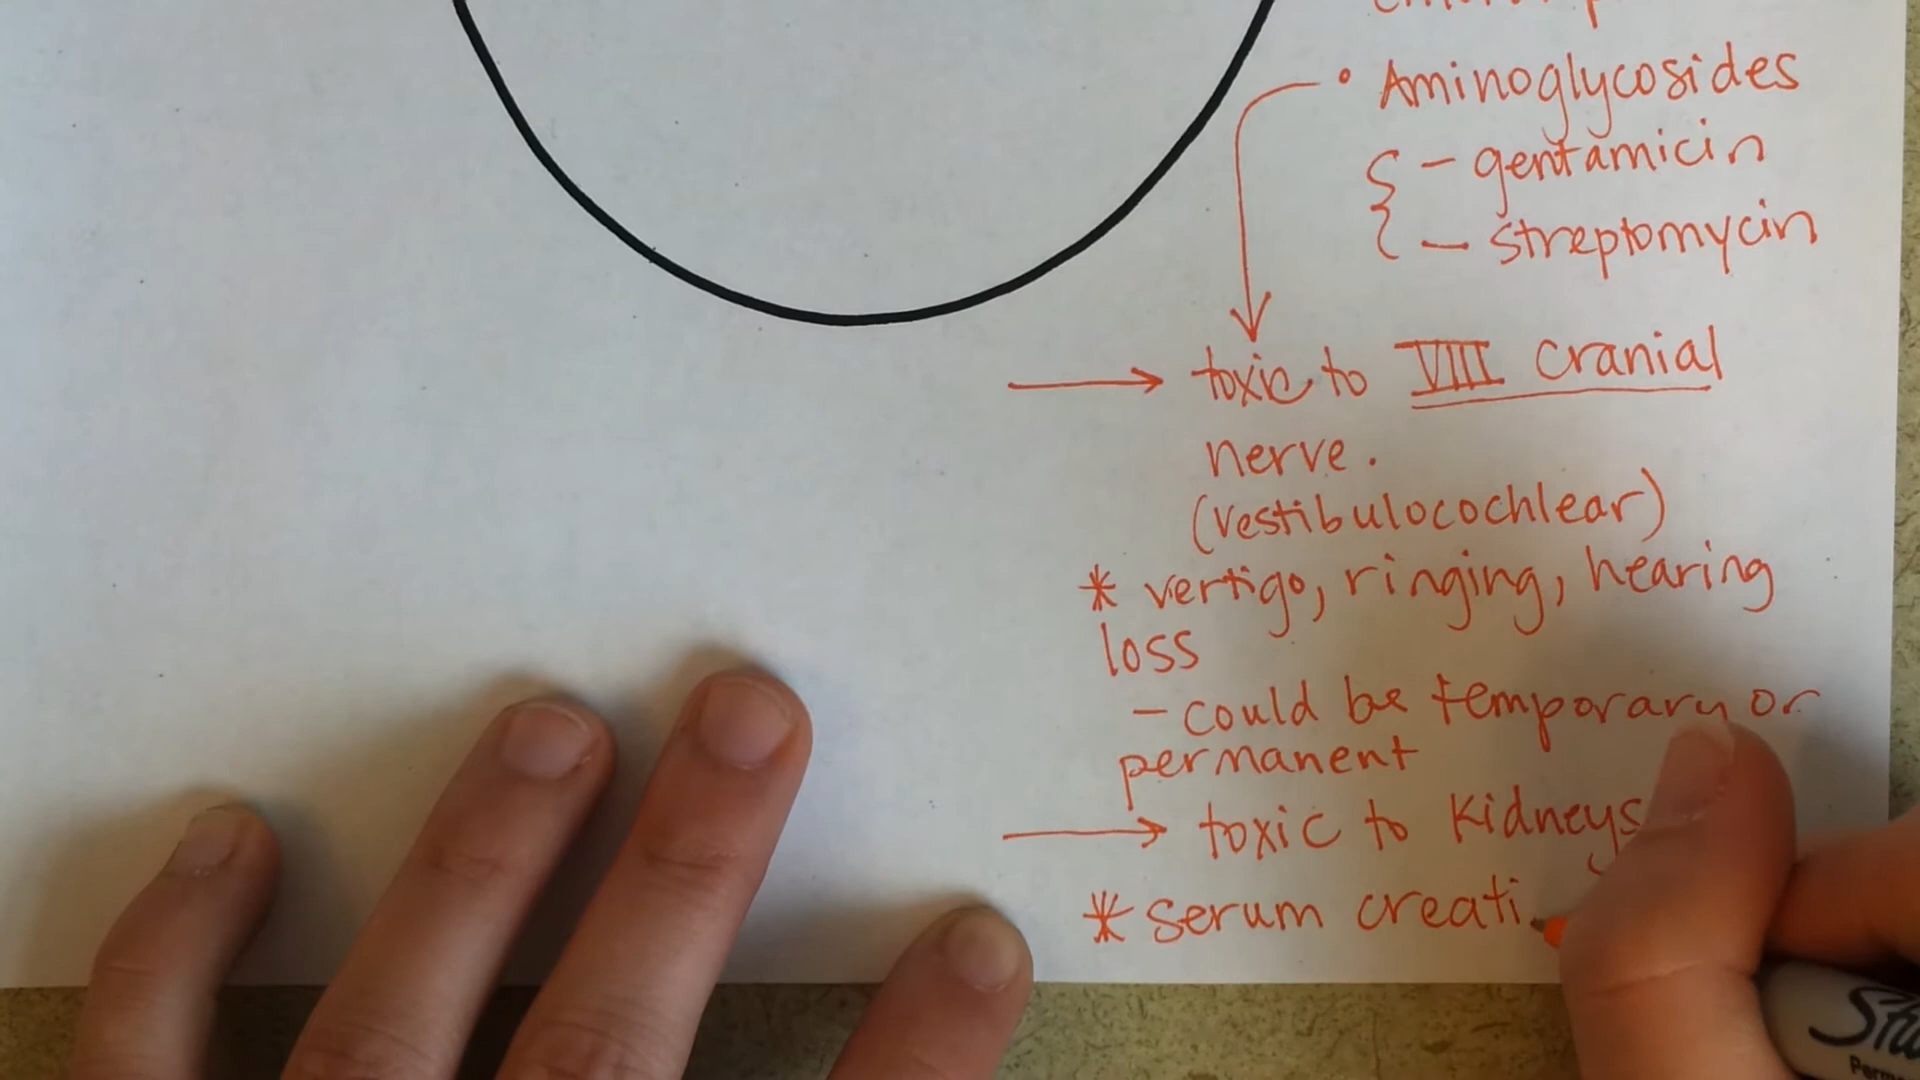 • Aminoglycosides
{ - gentamicin
- streptomycin
toxic to VIII cranial
nerve.
(vestibulocochlear)
* vertigo, ringing, hearing
loss
- could be temporary or
permanent
toxic to kidneys
* serum creati